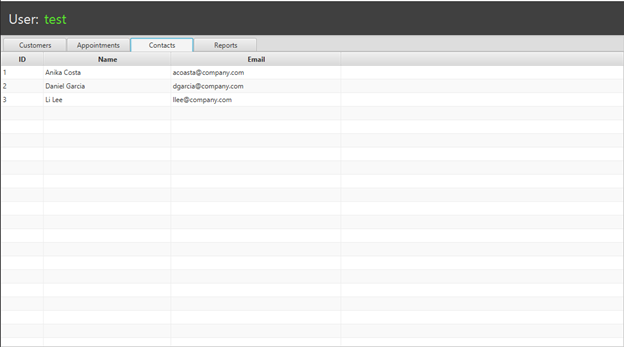 User: test
Customers Appointments Contacts Reports
ID Name Email
1 Anika Costa acoasta@company.com
2 Daniel Garcia dgarcia@company.com
3 Li Lee llee@company.com